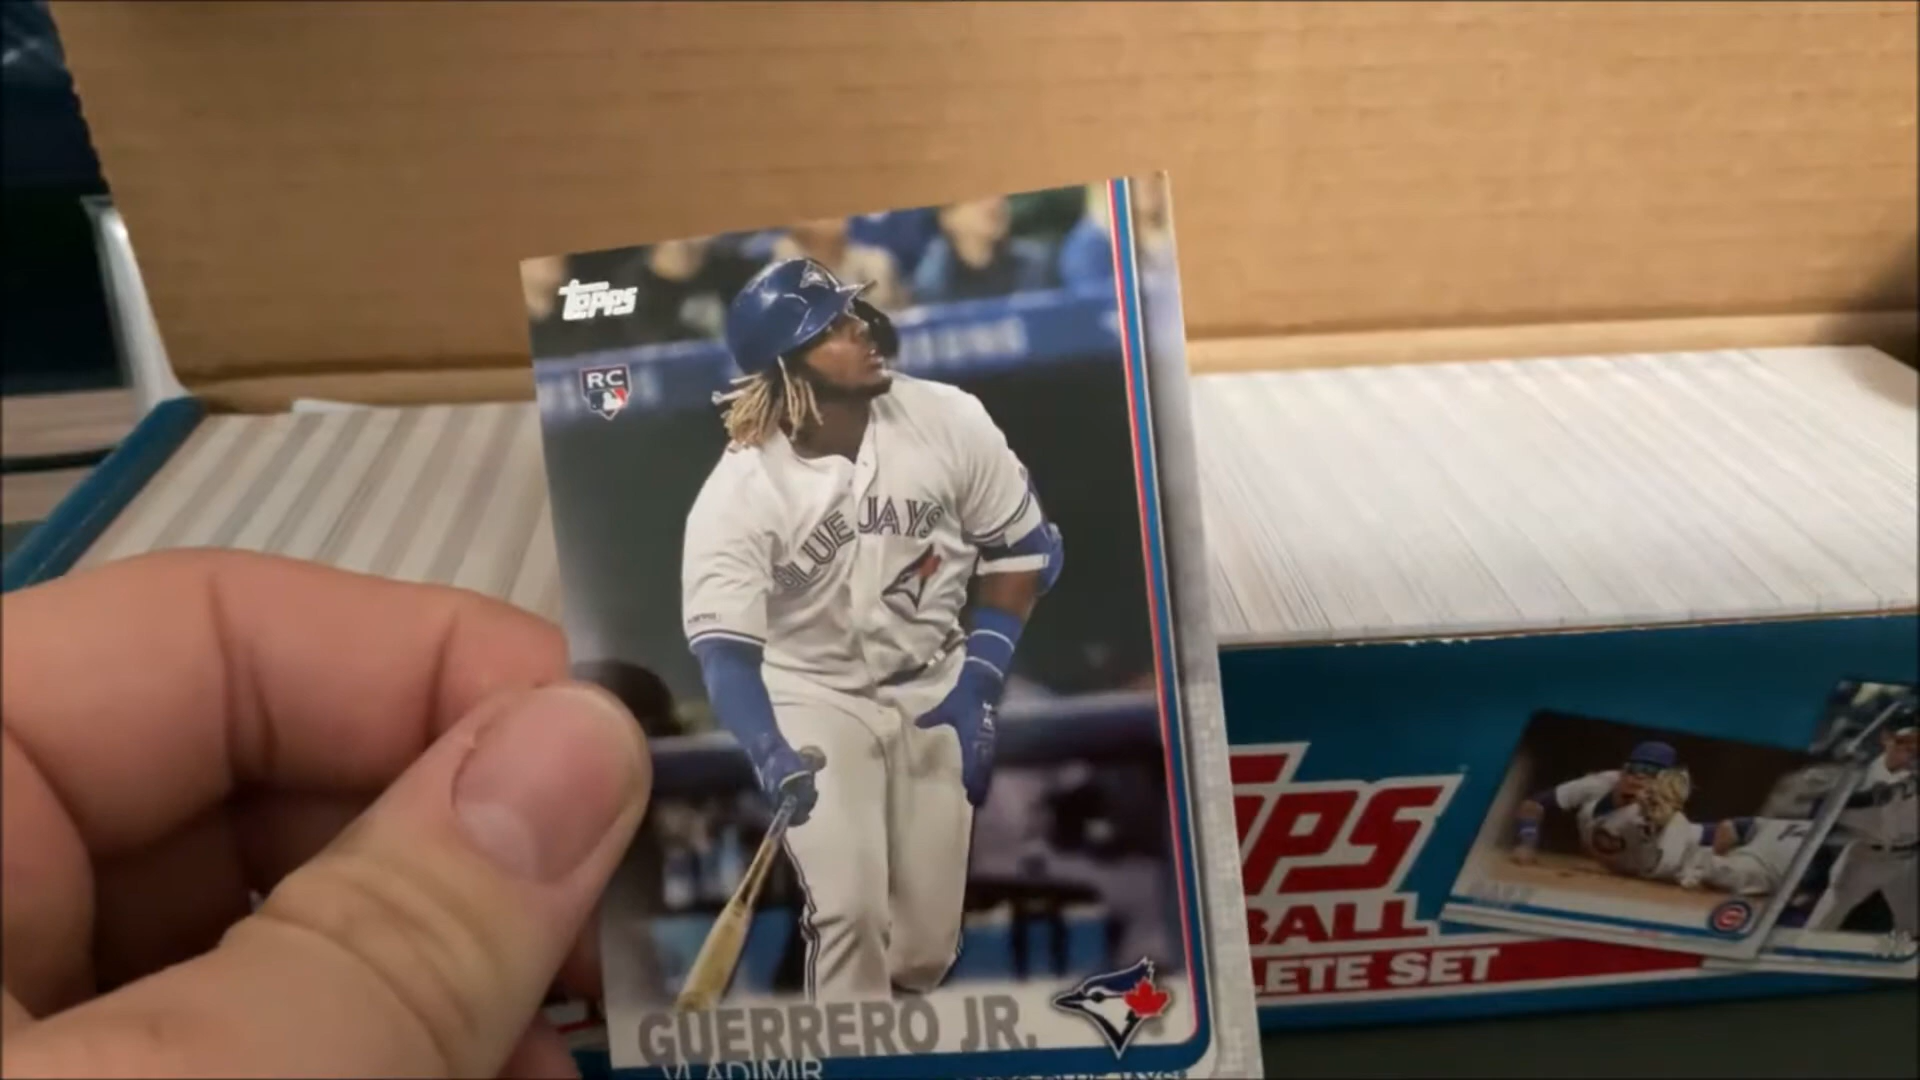 topps
RC
BLUE JAYS
GUERRERO JR.
VLADIMIR
PPS
BALL
LETE SET